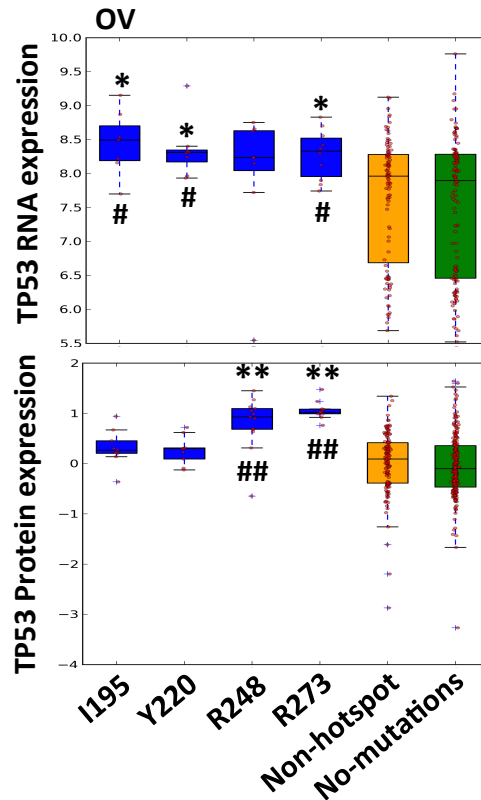 OV
TP53 RNA expression
10.0
9.5
9.0
8.5
8.0
7.5
7.0
6.5
6.0
5.5
* * *
# # #
TP53 Protein expression
2
1
0
−1
−2
−3
−4
** **
## ##
I195
Y220
R248
R273
Non-hotspot
No-mutations